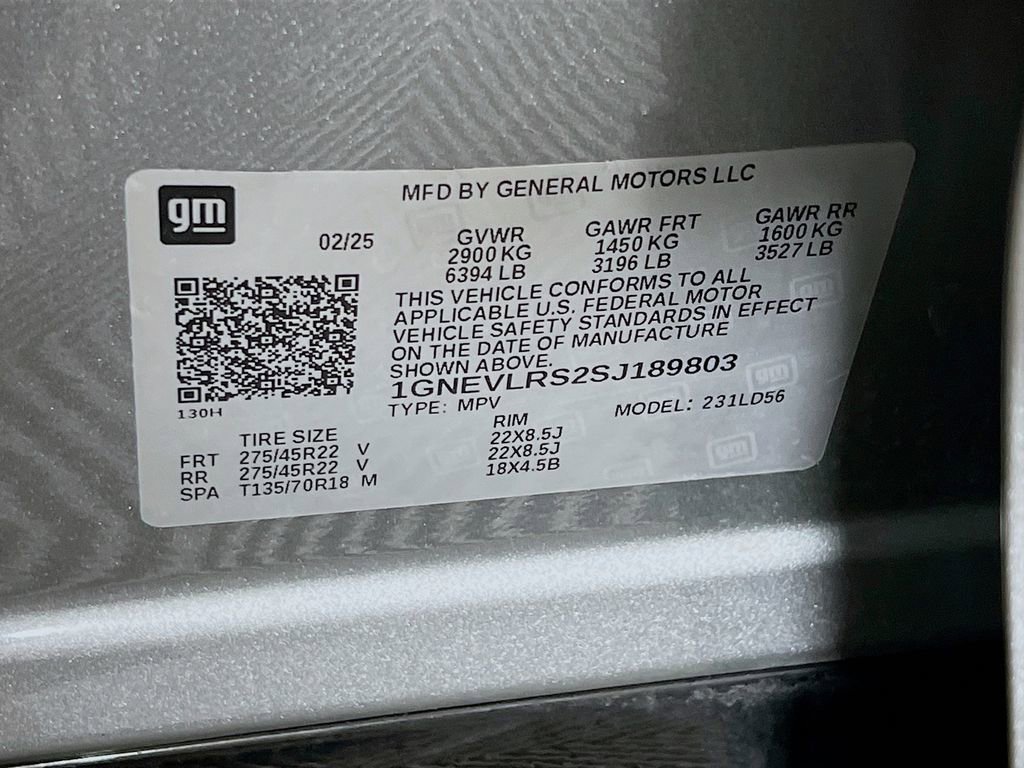 gm
MFD BY GENERAL MOTORS LLC
02/25
GVWR GAWR FRT GAWR RR
2900 KG 1450 KG 1600 KG
6394 LB 3196 LB 3527 LB
THIS VEHICLE CONFORMS TO ALL
APPLICABLE U.S. FEDERAL MOTOR
VEHICLE SAFETY STANDARDS IN EFFECT
ON THE DATE OF MANUFACTURE
SHOWN ABOVE.
1GNEVLRS2SJ189803
130H
TYPE: MPV MODEL: 231LD56
TIRE SIZE RIM
FRT 275/45R22 V 22X8.5J
RR 275/45R22 V 22X8.5J
SPA T135/70R18 M 18X4.5B
gm
gm
gm